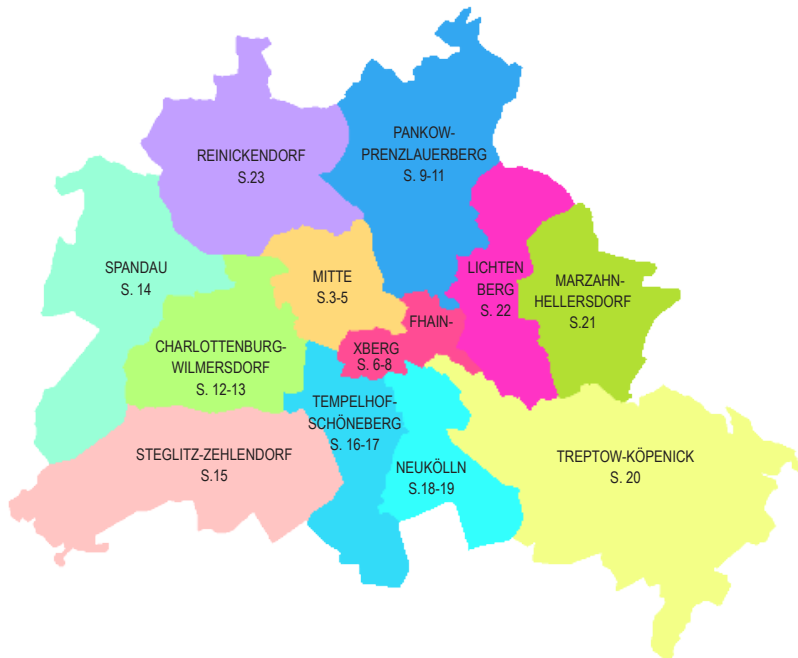 PANKOW-
PRENZLAUERBERG
S. 9-11
REINICKENDORF
S.23
SPANDAU
S. 14
MITTE
S.3-5
LICHTEN
BERG
S. 22
MARZAHN-
HELLERSDORF
S.21
FHAIN-
XBERG
S. 6-8
CHARLOTTENBURG-
WILMERSDORF
S. 12-13
TEMPELHOF-
SCHÖNEBERG
S. 16-17
STEGLITZ-ZEHLENDORF
S.15
NEUKÖLLN
S.18-19
TREPTOW-KÖPENICK
S. 20